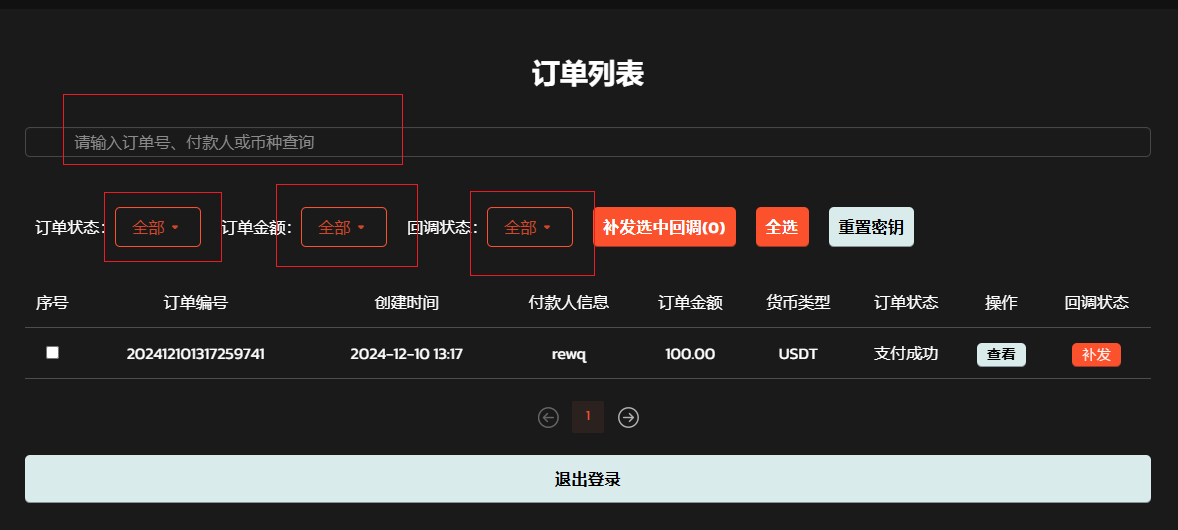 订单列表
请输入订单号、付款人或币种查询
订单状态: 全部 订单金额: 全部 回调状态: 全部 补发选中回调(0) 全选 重置密钥
序号 订单编号 创建时间 付款人信息 订单金额 货币类型 订单状态 操作 回调状态
202412101317259741 2024-12-10 13:17 rewq 100.00 USDT 支付成功 查看 补发
1
退出登录